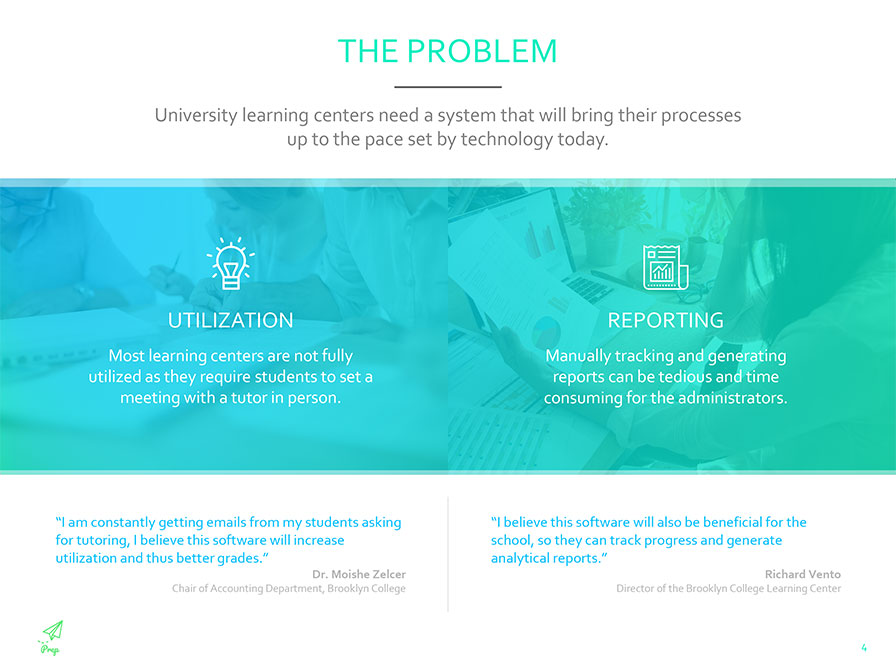 THE PROBLEM
University learning centers need a system that will bring their processes
up to the pace set by technology today.
UTILIZATION
Most learning centers are not fully
utilized as they require students to set a
meeting with a tutor in person.
REPORTING
Manually tracking and generating
reports can be tedious and time
consuming for the administrators.
“I am constantly getting emails from my students asking
for tutoring, I believe this software will increase
utilization and thus better grades.”
Dr. Moishe Zelcer
Chair of Accounting Department, Brooklyn College
“I believe this software will also be beneficial for the
school, so they can track progress and generate
analytical reports.”
Richard Vento
Director of the Brooklyn College Learning Center
Prep
4